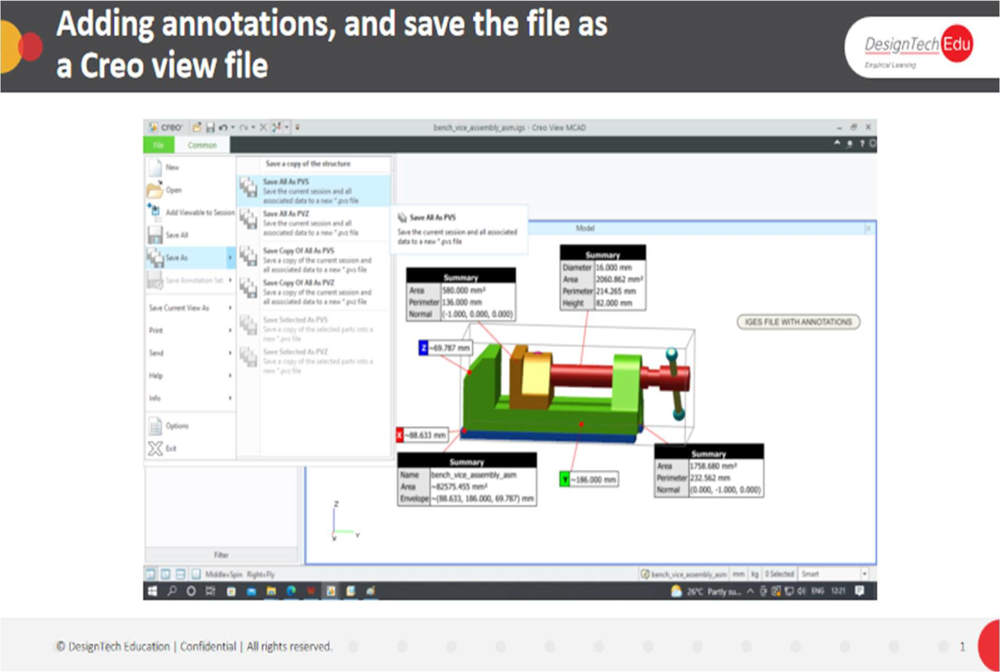 Adding annotations, and save the file as
a Creo view file
DesignTech Edu
Empirical Learning
creo
bench_vice_assembly_asm.igs - Creo View MCAD
File
Common
New
Open
Add Viewable to Session
Save All
Save As
Save Annotation Set
Save Current View As
Print
Send
Help
Info
Options
Exit
Save a copy of the structure
Save All As PVS
Save the current session and all
associated data to a new *.pvs file
Save All As PVZ
Save the current session and all
associated data to a new *.pvz file
Save Copy Of All As PVS
Save a copy of the current session and
all associated data to a new *.pvs file
Save Copy Of All As PVZ
Save a copy of the current session and
all associated data to a new *.pvz file
Save Selected As PVS
Save a copy of the selected parts into a
new *.pvs file
Save Selected As PVZ
Save a copy of the selected parts into a
new *.pvz file
Save All As PVS
Save the current session and all associated
data to a new *.pvs file
Model
Summary
Area 580.000 mm²
Perimeter 136.000 mm
Normal (-1.000, 0.000, 0.000)
Summary
Diameter 16.000 mm
Area 2060.862 mm²
Perimeter 214.265 mm
Height 82.000 mm
IGES FILE WITH ANNOTATIONS
Z ~69.787 mm
X ~88.633 mm
Summary
Name bench_vice_assembly_asm
Area ~82575.455 mm²
Envelope ~(88.633, 186.000, 69.787) mm
Y ~186.000 mm
Summary
Area 1758.680 mm²
Perimeter 232.562 mm
Normal (0.000, -1.000, 0.000)
Z
X
Y
Filter
Middle=Spin Right=Fly
bench_vice_assembly_asm mm kg 0 Selected Smart
26°C Partly su... ENG 12:21
© DesignTech Education | Confidential | All rights reserved.
1